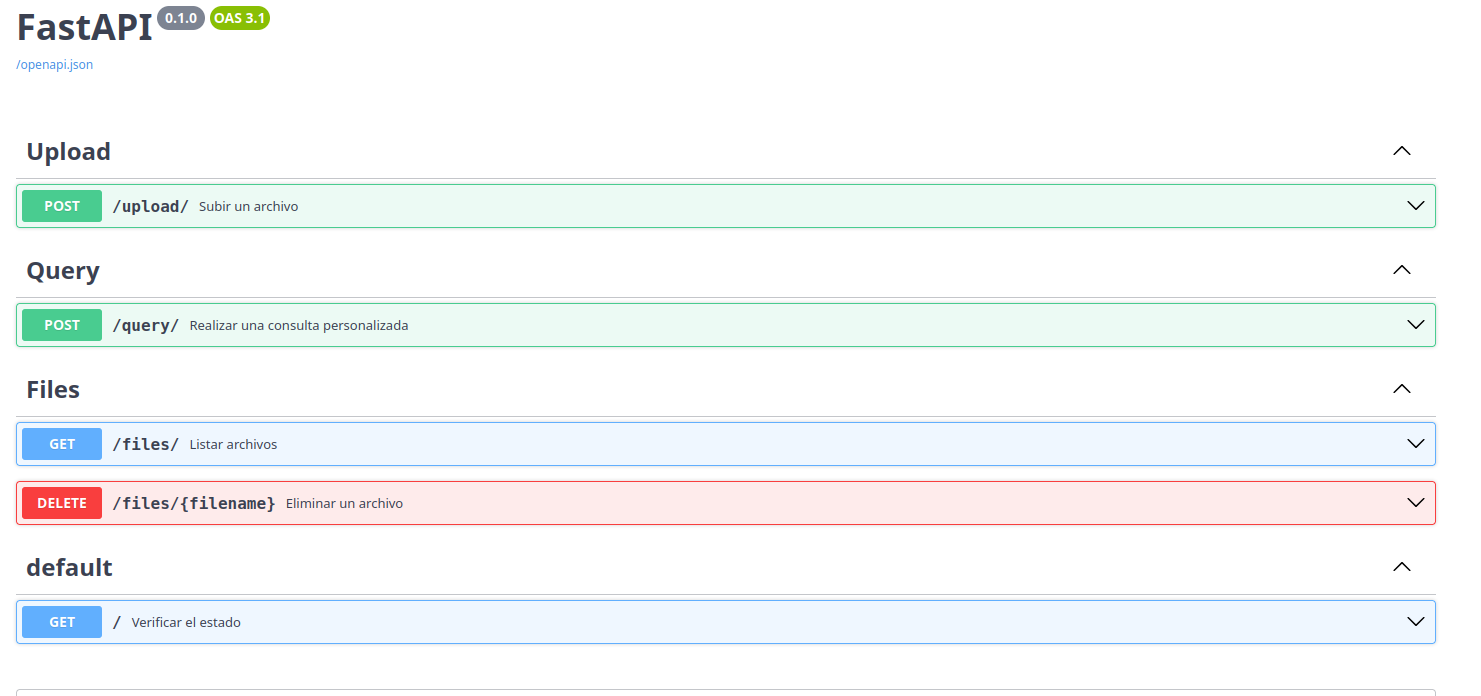 FastAPI 0.1.0 OAS 3.1
/openapi.json
Upload
POST /upload/ Subir un archivo
Query
POST /query/ Realizar una consulta personalizada
Files
GET /files/ Listar archivos
DELETE /files/{filename} Eliminar un archivo
default
GET / Verificar el estado